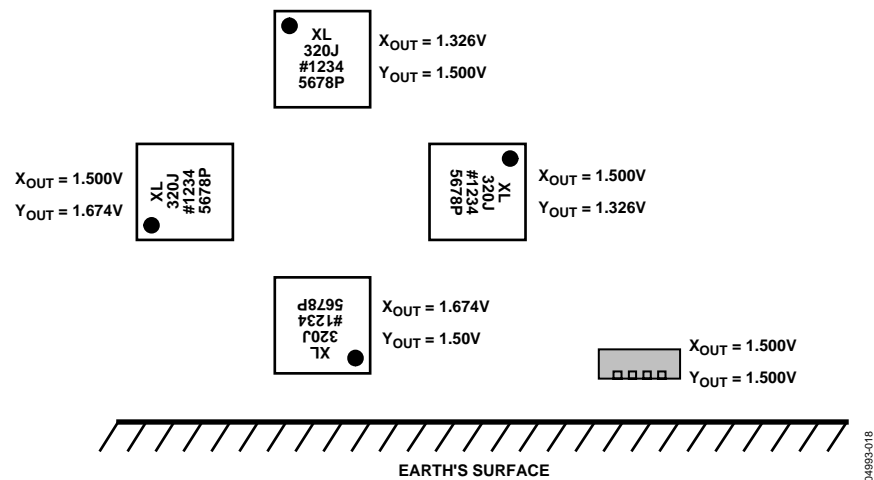 XL
320J
#1234
5678P
XOUT = 1.326V
YOUT = 1.500V
XOUT = 1.500V
YOUT = 1.674V
XL
320J
#1234
5678P
XL
320J
#1234
5678P
XOUT = 1.500V
YOUT = 1.326V
XL
320J
#1234
5678P
XOUT = 1.674V
YOUT = 1.50V
XOUT = 1.500V
YOUT = 1.500V
EARTH'S SURFACE
04993-018